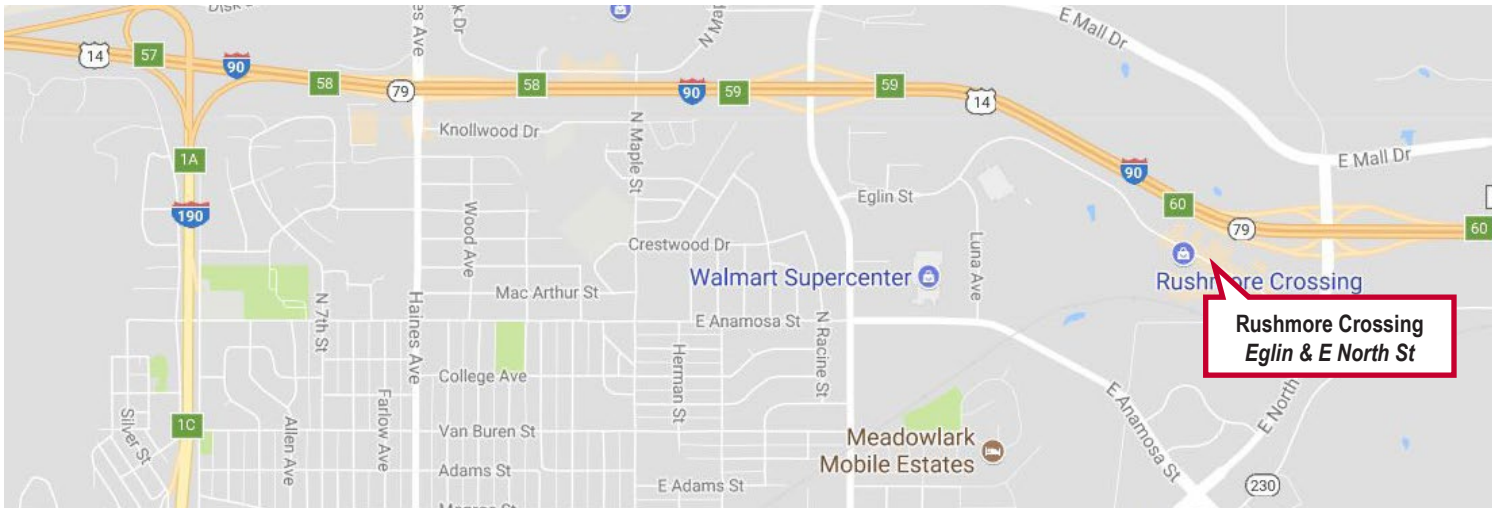 E Mall Dr
14
57
90
58
79
58
90
59
59
14
Knollwood Dr
N Maple St
E Mall Dr
1A
90
190
Wood Ave
Eglin St
60
79
60
Crestwood Dr
Luna Ave
Walmart Supercenter
Rushmore Crossing
Mac Arthur St
N 7th St
Haines Ave
E Anamosa St
N Racine St
Rushmore Crossing
Eglin & E North St
Herman St
College Ave
Farlow Ave
Allen Ave
Silver St
1C
Van Buren St
Meadowlark
Mobile Estates
E Anamosa St
E North
Adams St
E Adams St
230